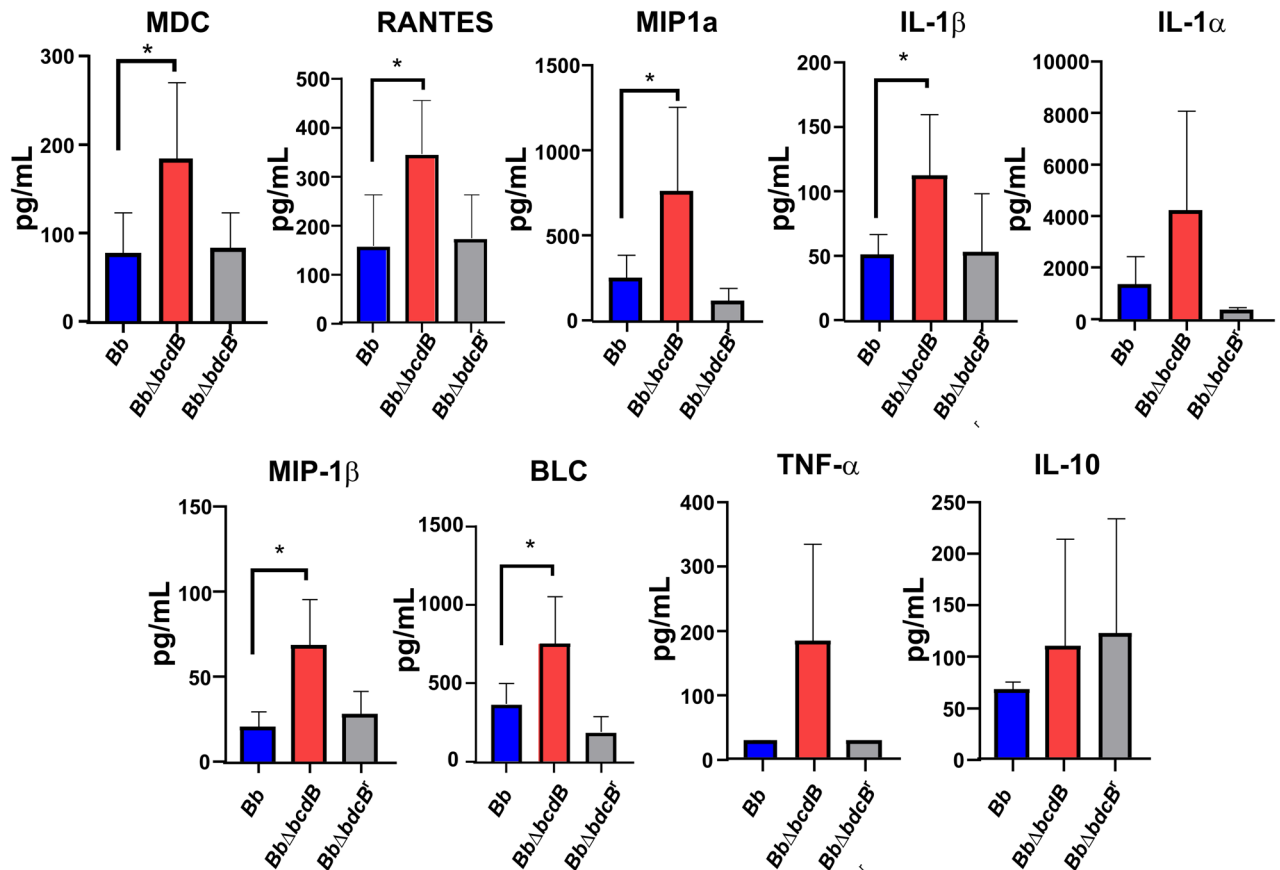 MDC
pg/mL
300
200
100
0
*
Bb
BbΔbcdB
BbΔbdcBʳ
RANTES
pg/mL
500
400
300
200
100
0
*
Bb
BbΔbcdB
BbΔbdcBʳ
MIP1a
pg/mL
1500
1000
500
0
*
Bb
BbΔbcdB
BbΔbdcBʳ
IL-1β
pg/mL
200
150
100
50
0
*
Bb
BbΔbcdB
BbΔbdcB
r
IL-1α
pg/mL
10000
8000
6000
4000
2000
0
Bb
BbΔbcdB
BbΔbdcBʳ
MIP-1β
pg/mL
150
100
50
0
*
Bb
BbΔbcdB
BbΔbdcBʳ
BLC
pg/mL
1500
1000
500
0
*
Bb
BbΔbcdB
BbΔbdcBʳ
TNF-α
pg/mL
400
300
200
100
0
Bb
BbΔbcdB
BbΔbdcB
r
IL-10
pg/mL
250
200
150
100
50
0
Bb
BbΔbcdB
BbΔbdcBʳ